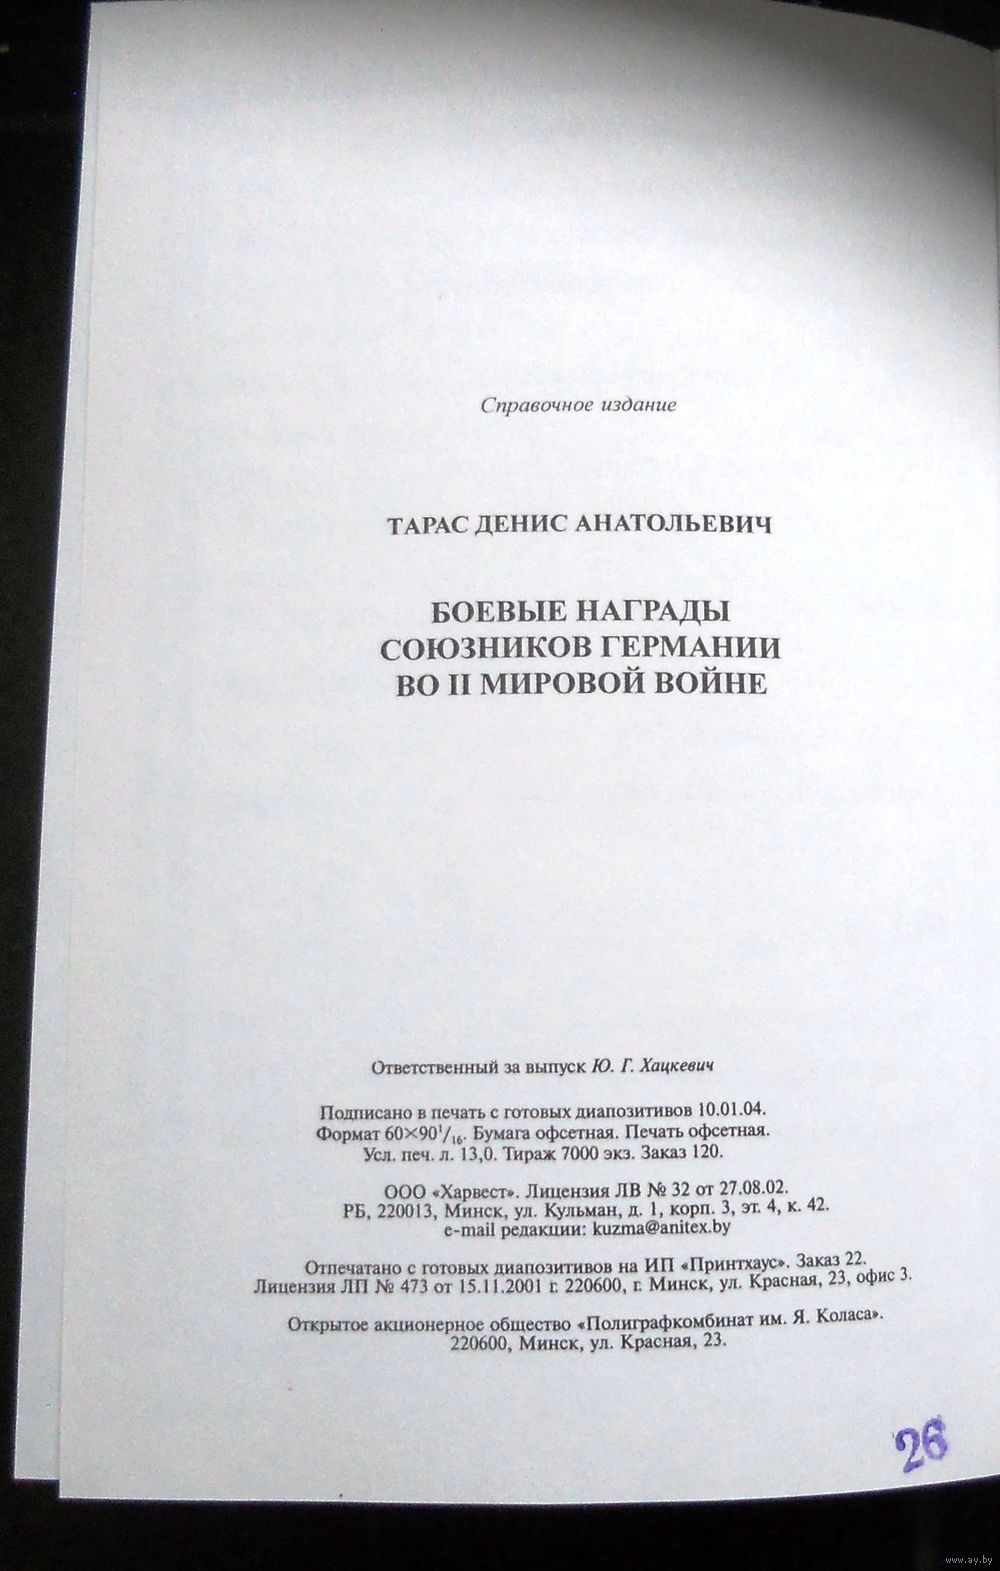 Справочное издание
ТАРАС ДЕНИС АНАТОЛЬЕВИЧ
БОЕВЫЕ НАГРАДЫ
СОЮЗНИКОВ ГЕРМАНИИ
ВО II МИРОВОЙ ВОЙНЕ
Ответственный за выпуск Ю. Г. Хацкевич
Подписано в печать с готовых диапозитивов 10.01.04.
Формат 60×90¹/₁₆. Бумага офсетная. Печать офсетная.
Усл. печ. л. 13,0. Тираж 7000 экз. Заказ 120.
ООО «Харвест». Лицензия ЛВ № 32 от 27.08.02.
РБ, 220013, Минск, ул. Кульман, д. 1, корп. 3, эт. 4, к. 42.
e-mail редакции: kuzma@anitex.by
Отпечатано с готовых диапозитивов на ИП «Принтхаус». Заказ 22.
Лицензия ЛП № 473 от 15.11.2001 г. 220600, г. Минск, ул. Красная, 23, офис 3.
Открытое акционерное общество «Полиграфкомбинат им. Я. Коласа».
220600, Минск, ул. Красная, 23.
26
www.ay.by